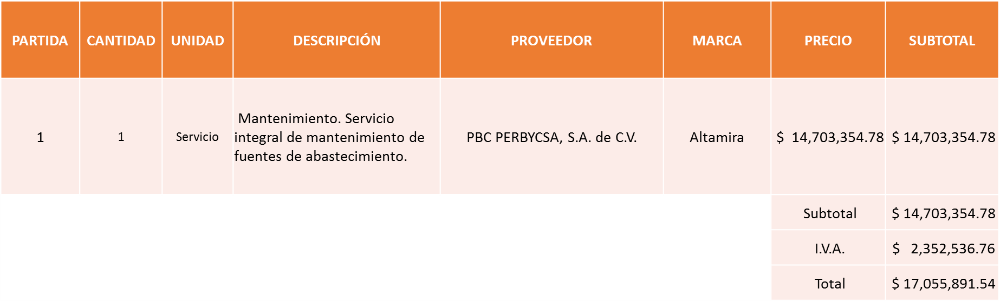 PARTIDA CANTIDAD UNIDAD DESCRIPCIÓN PROVEEDOR MARCA PRECIO SUBTOTAL
1 1 Servicio Mantenimiento. Servicio
integral de mantenimiento de
fuentes de abastecimiento. PBC PERBYCSA, S.A. de C.V. Altamira $ 14,703,354.78 $ 14,703,354.78
Subtotal $ 14,703,354.78
I.V.A. $ 2,352,536.76
Total $ 17,055,891.54